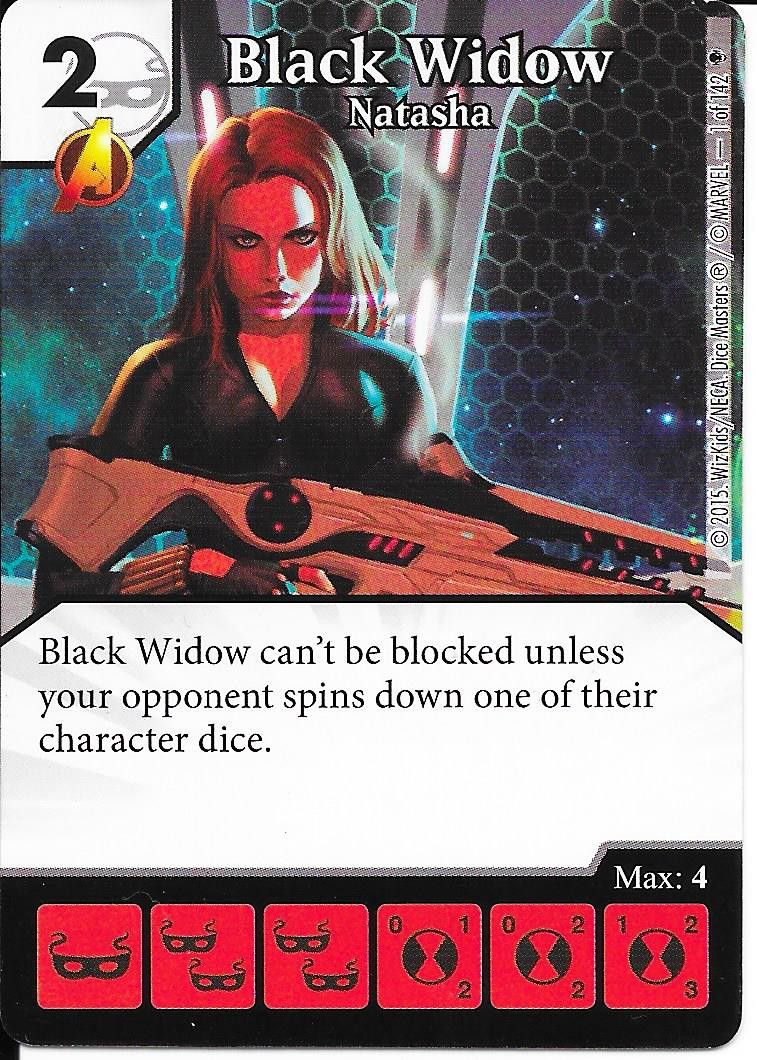 2
Black Widow
Natasha
© 2015. WizKids/NECA. Dice Masters ® // © MARVEL — 1 of 142
Black Widow can't be blocked unless
your opponent spins down one of their
character dice.
Max: 4
0 1 2
0 2 2
1 2 3